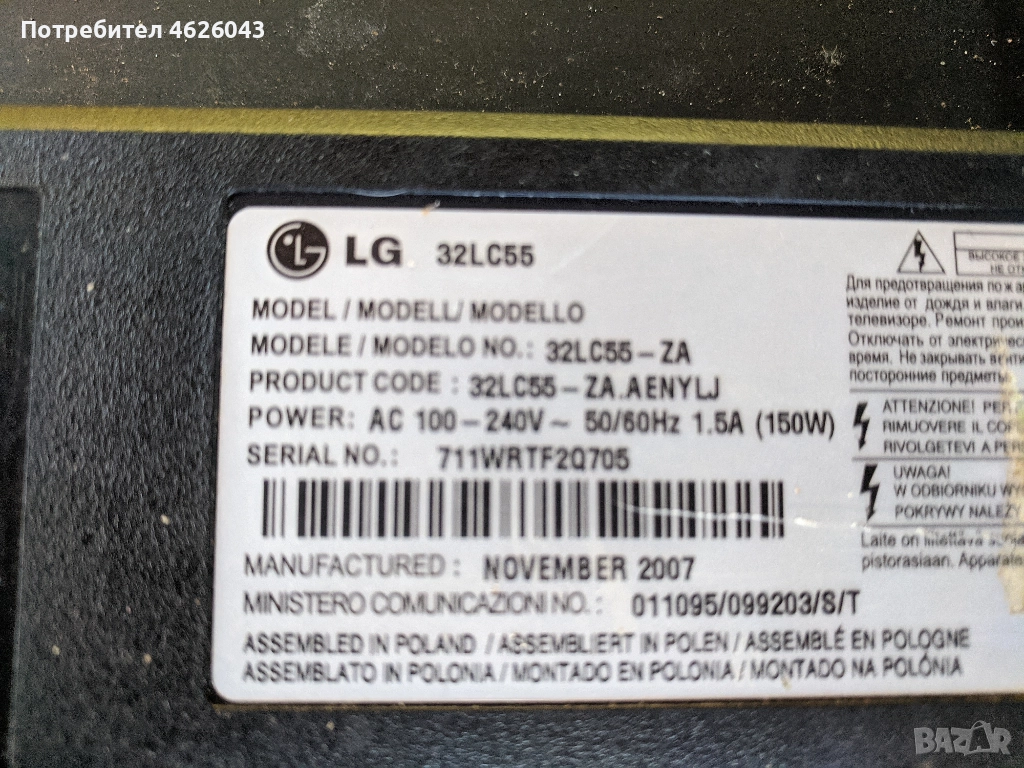 Потребител 4626043
LG 32LC55
MODEL / MODELL/ MODELLO
MODELE / MODELO NO.: 32LC55-ZA
PRODUCT CODE : 32LC55-ZA.AENYLJ
POWER: AC 100-240V ~ 50/60Hz 1.5A (150W)
SERIAL NO.: 711WRTF2Q705
MANUFACTURED : NOVEMBER 2007
MINISTERO COMUNICAZIONI NO.: 011095/099203/S/T
ASSEMBLED IN POLAND / ASSEMBLIERT IN POLEN / ASSEMBLÉ EN POLOGNE
ASSEMBLATO IN POLONIA / MONTADO EN POLONIA / MONTADO NA POLÓNIA
ВЫСОКОЕ
НЕ
Для предотвращения
изделие от дождя и влаги
телевизоре. Ремонт
Отключать от
время. Не закрывать
посторонние предметы
ATTENZIONE!
RIMUOVERE IL
RIVOLGETEVI A
UWAGA!
W ODBIORNIKU
POKRYWY NALEŻY
Laite on
pistorasiaan.
BAZAR